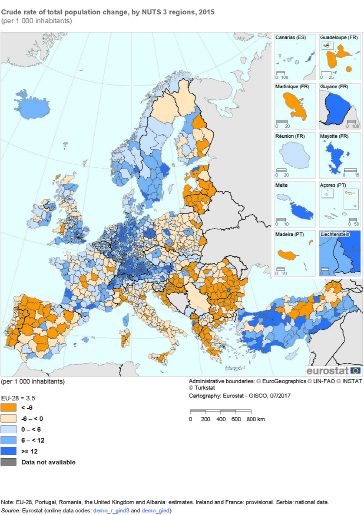 Crude rate of total population change, by NUTS 3 regions, 2015
(per 1 000 inhabitants)
Canarias (ES)
Guadeloupe (FR)
Martinique (FR)
Guyane (FR)
Réunion (FR)
Mayotte (FR)
Malta
Açores (PT)
Madeira (PT)
Liechtenstein
eurostat
(per 1 000 inhabitants)
Administrative boundaries: © EuroGeographics © UN-FAO © INSTAT
© Turkstat
Cartography: Eurostat - GISCO, 07/2017
EU-28 = 3.5
< -6
-6 – < 0
0 – < 6
6 – < 12
>= 12
Data not available
0 200 400 600 800 km
Note: EU-28, Portugal, Romania, the United Kingdom and Albania: estimates. Ireland and France: provisional. Serbia: national data.
Source: Eurostat (online data codes: demo_r_gind3 and demo_gind)